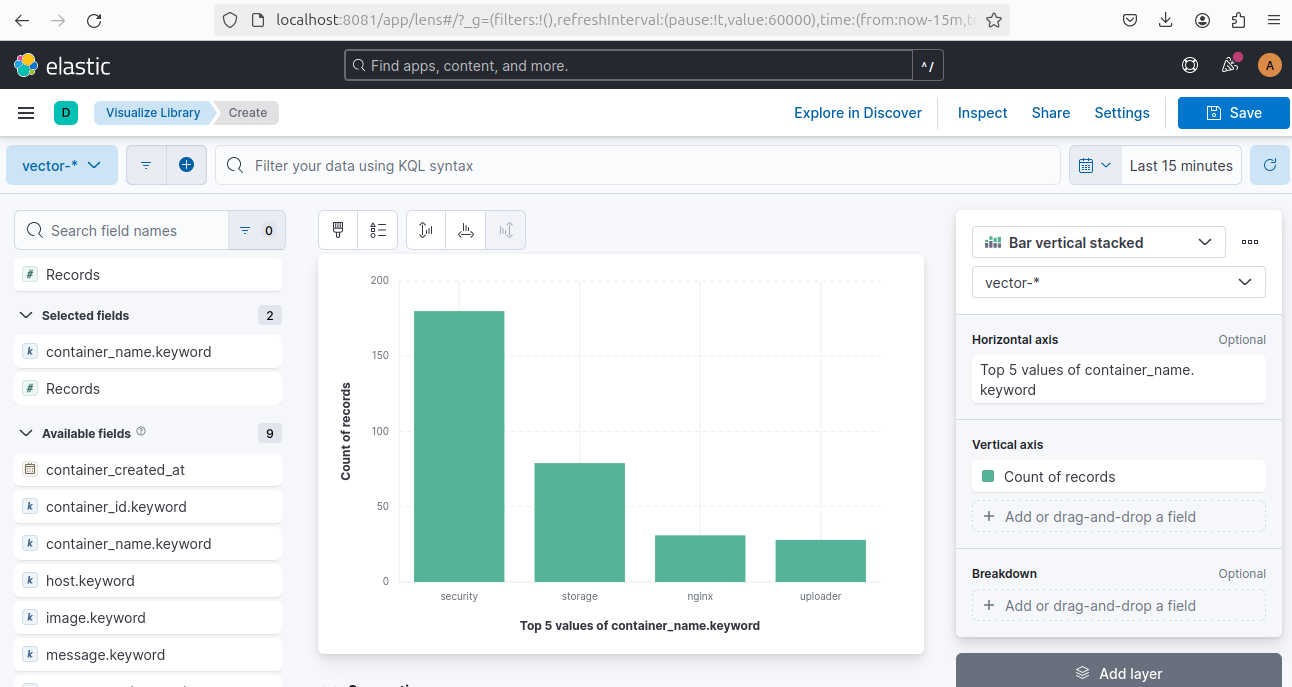 localhost:8081/app/lens#/?_g=(filters:!(),refreshInterval:(pause:!t,value:60000),time:(from:now-15m,t
elastic
Find apps, content, and more.
^/
A
D
Visualize Library
Create
Explore in Discover
Inspect
Share
Settings
Save
vector-*
Filter your data using KQL syntax
Last 15 minutes
Search field names
0
Records
Selected fields
2
container_name.keyword
Records
Available fields
9
container_created_at
container_id.keyword
container_name.keyword
host.keyword
image.keyword
message.keyword
200
150
100
50
0
Count of records
security
storage
nginx
uploader
Top 5 values of container_name.keyword
Bar vertical stacked
vector-*
Horizontal axis
Optional
Top 5 values of container_name.
keyword
Vertical axis
Count of records
Add or drag-and-drop a field
Breakdown
Optional
Add or drag-and-drop a field
Add layer